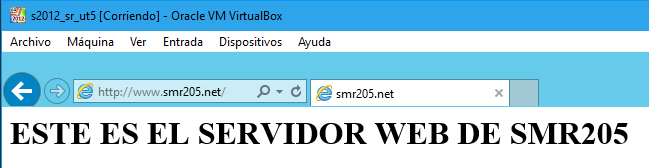 s2012_sr_ut5 [Corriendo] - Oracle VM VirtualBox
Archivo Máquina Ver Entrada Dispositivos Ayuda
http://www.smr205.net/ smr205.net
ESTE ES EL SERVIDOR WEB DE SMR205